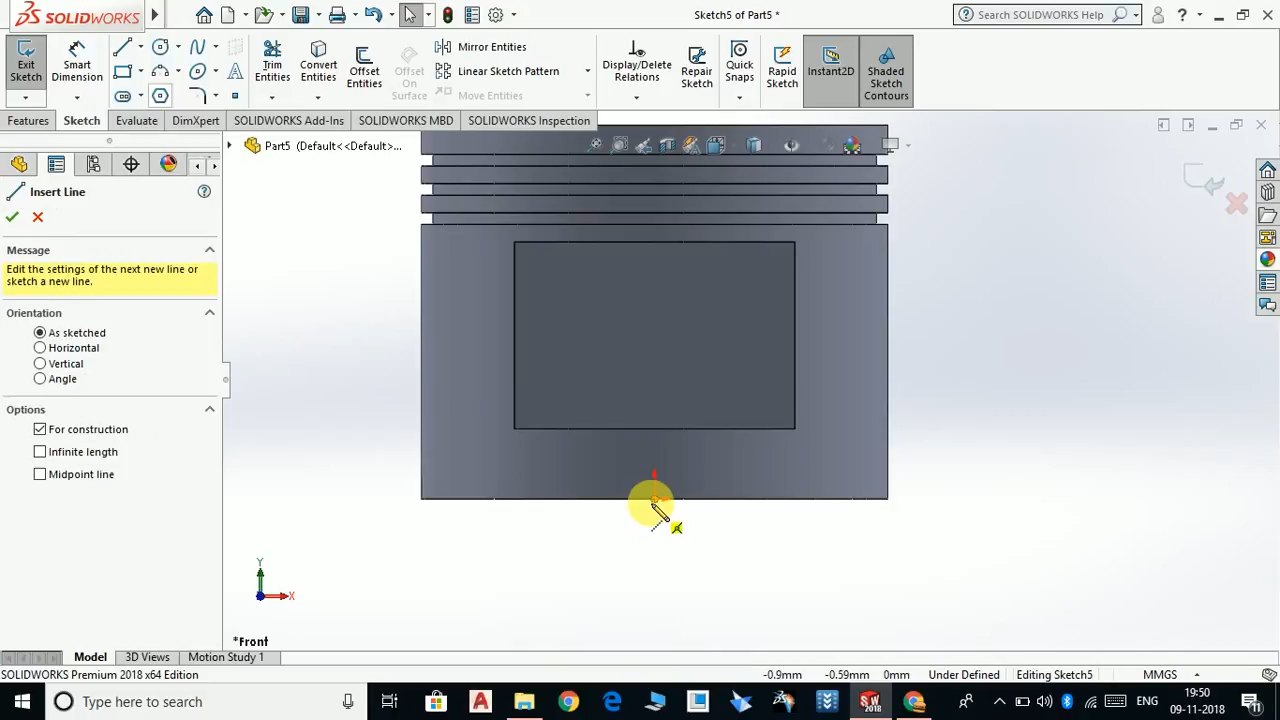 SOLIDWORKS
Sketch5 of Part5 *
Search SOLIDWORKS Help
Exit Sketch
Smart Dimension
Trim Entities
Convert Entities
Offset Entities
Offset On Surface
Mirror Entities
Linear Sketch Pattern
Move Entities
Display/Delete Relations
Repair Sketch
Quick Snaps
Rapid Sketch
Instant2D
Shaded Sketch Contours
Features
Sketch
Evaluate
DimXpert
SOLIDWORKS Add-Ins
SOLIDWORKS MBD
SOLIDWORKS Inspection
Part5 (Default<<Default>...
Insert Line
Message
Edit the settings of the next new line or
sketch a new line.
Orientation
As sketched
Horizontal
Vertical
Angle
Options
For construction
Infinite length
Midpoint line
Y
X
*Front
Model
3D Views
Motion Study 1
SOLIDWORKS Premium 2018 x64 Edition
-0.9mm
-0.59mm
0mm
Under Defined
Editing Sketch5
MMGS
Type here to search
ENG
19:50
09-11-2018